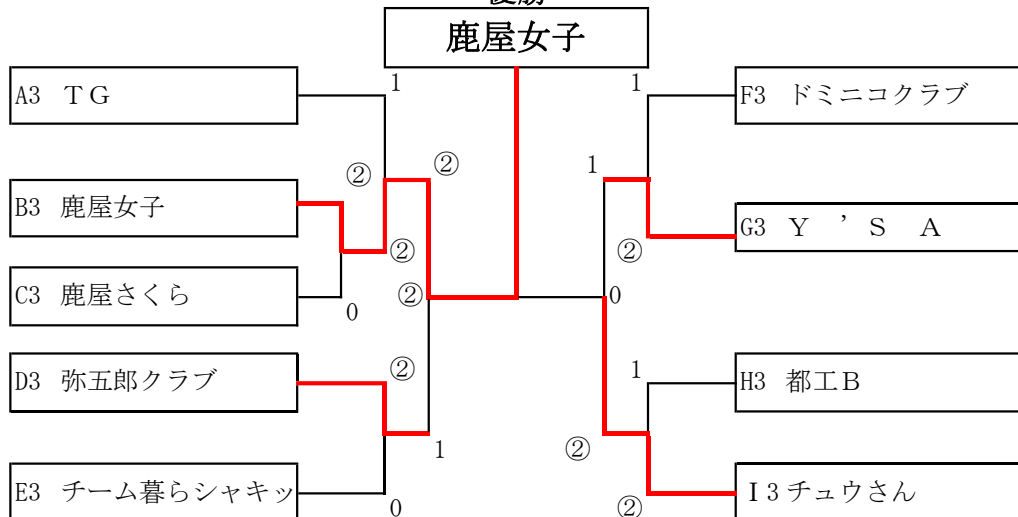 鹿屋女子
1
1
A3 ＴＧ
F3 ドミニコクラブ
②
②
1
B3 鹿屋女子
G3 Ｙ ’Ｓ Ａ
②
②
C3 鹿屋さくら
②
0
0
D3 弥五郎クラブ
②
1
H3 都工Ｂ
1
②
E3 チーム暮らシャキッ
0
②
Ｉ3チュウさん